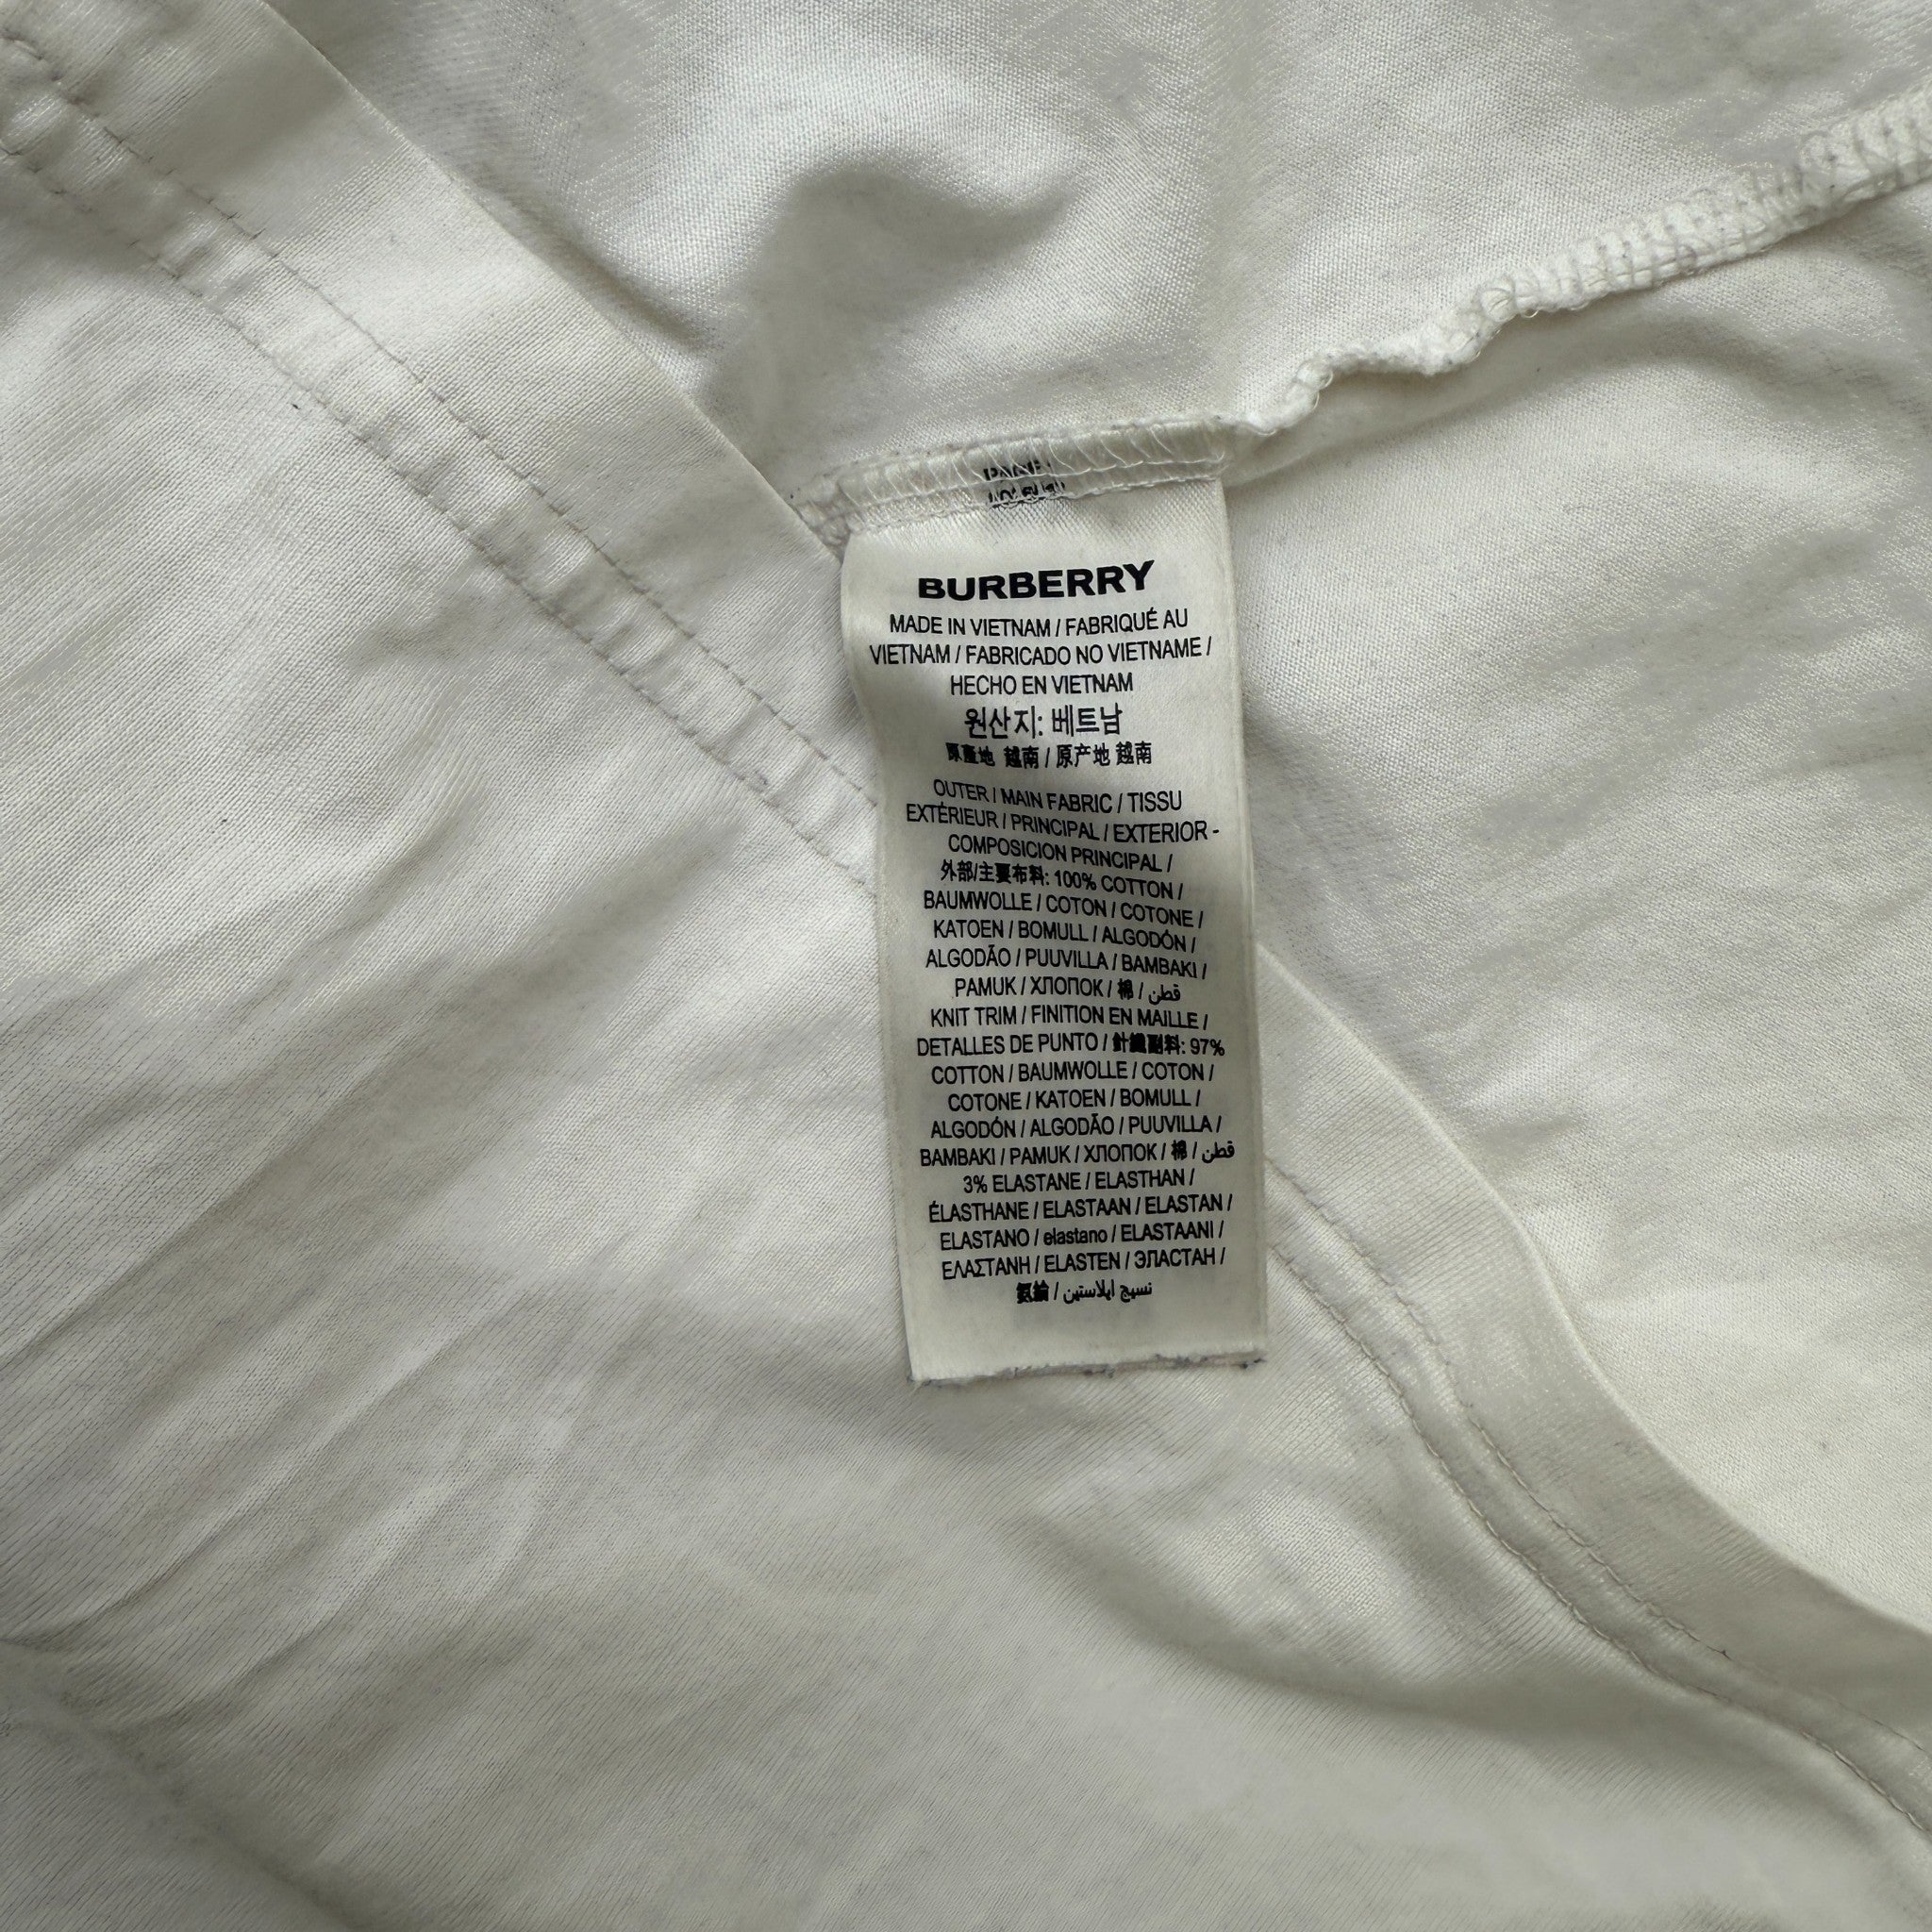 BURBERRY
MADE IN VIETNAM / FABRIQUÉ AU
VIETNAM / FABRICADO NO VIETNAME /
HECHO EN VIETNAM
원산지: 베트남
原產地 越南 / 原产地 越南
OUTER / MAIN FABRIC / TISSU
EXTÉRIEUR / PRINCIPAL / EXTERIOR -
COMPOSICION PRINCIPAL /
外部/主要布料: 100% COTTON /
BAUMWOLLE / COTON / COTONE /
KATOEN / BOMULL / ALGODÓN /
ALGODÃO / PUUVILLA / BAMBAKI /
PAMUK / ХЛОПОК / 棉 / قطن
KNIT TRIM / FINITION EN MAILLE /
DETALLES DE PUNTO / 針織副料: 97%
COTTON / BAUMWOLLE / COTON /
COTONE / KATOEN / BOMULL /
ALGODÓN / ALGODÃO / PUUVILLA /
BAMBAKI / PAMUK / ХЛОПОК / 棉 / قطن
3% ELASTANE / ELASTHAN /
ÉLASTHANE / ELASTAAN / ELASTAN /
ELASTANO / elastano / ELASTAANI /
ΕΛΑΣΤΑΝΗ / ELASTEN / ЭЛАСТАН /
氨綸 / نسيج ايلاستين